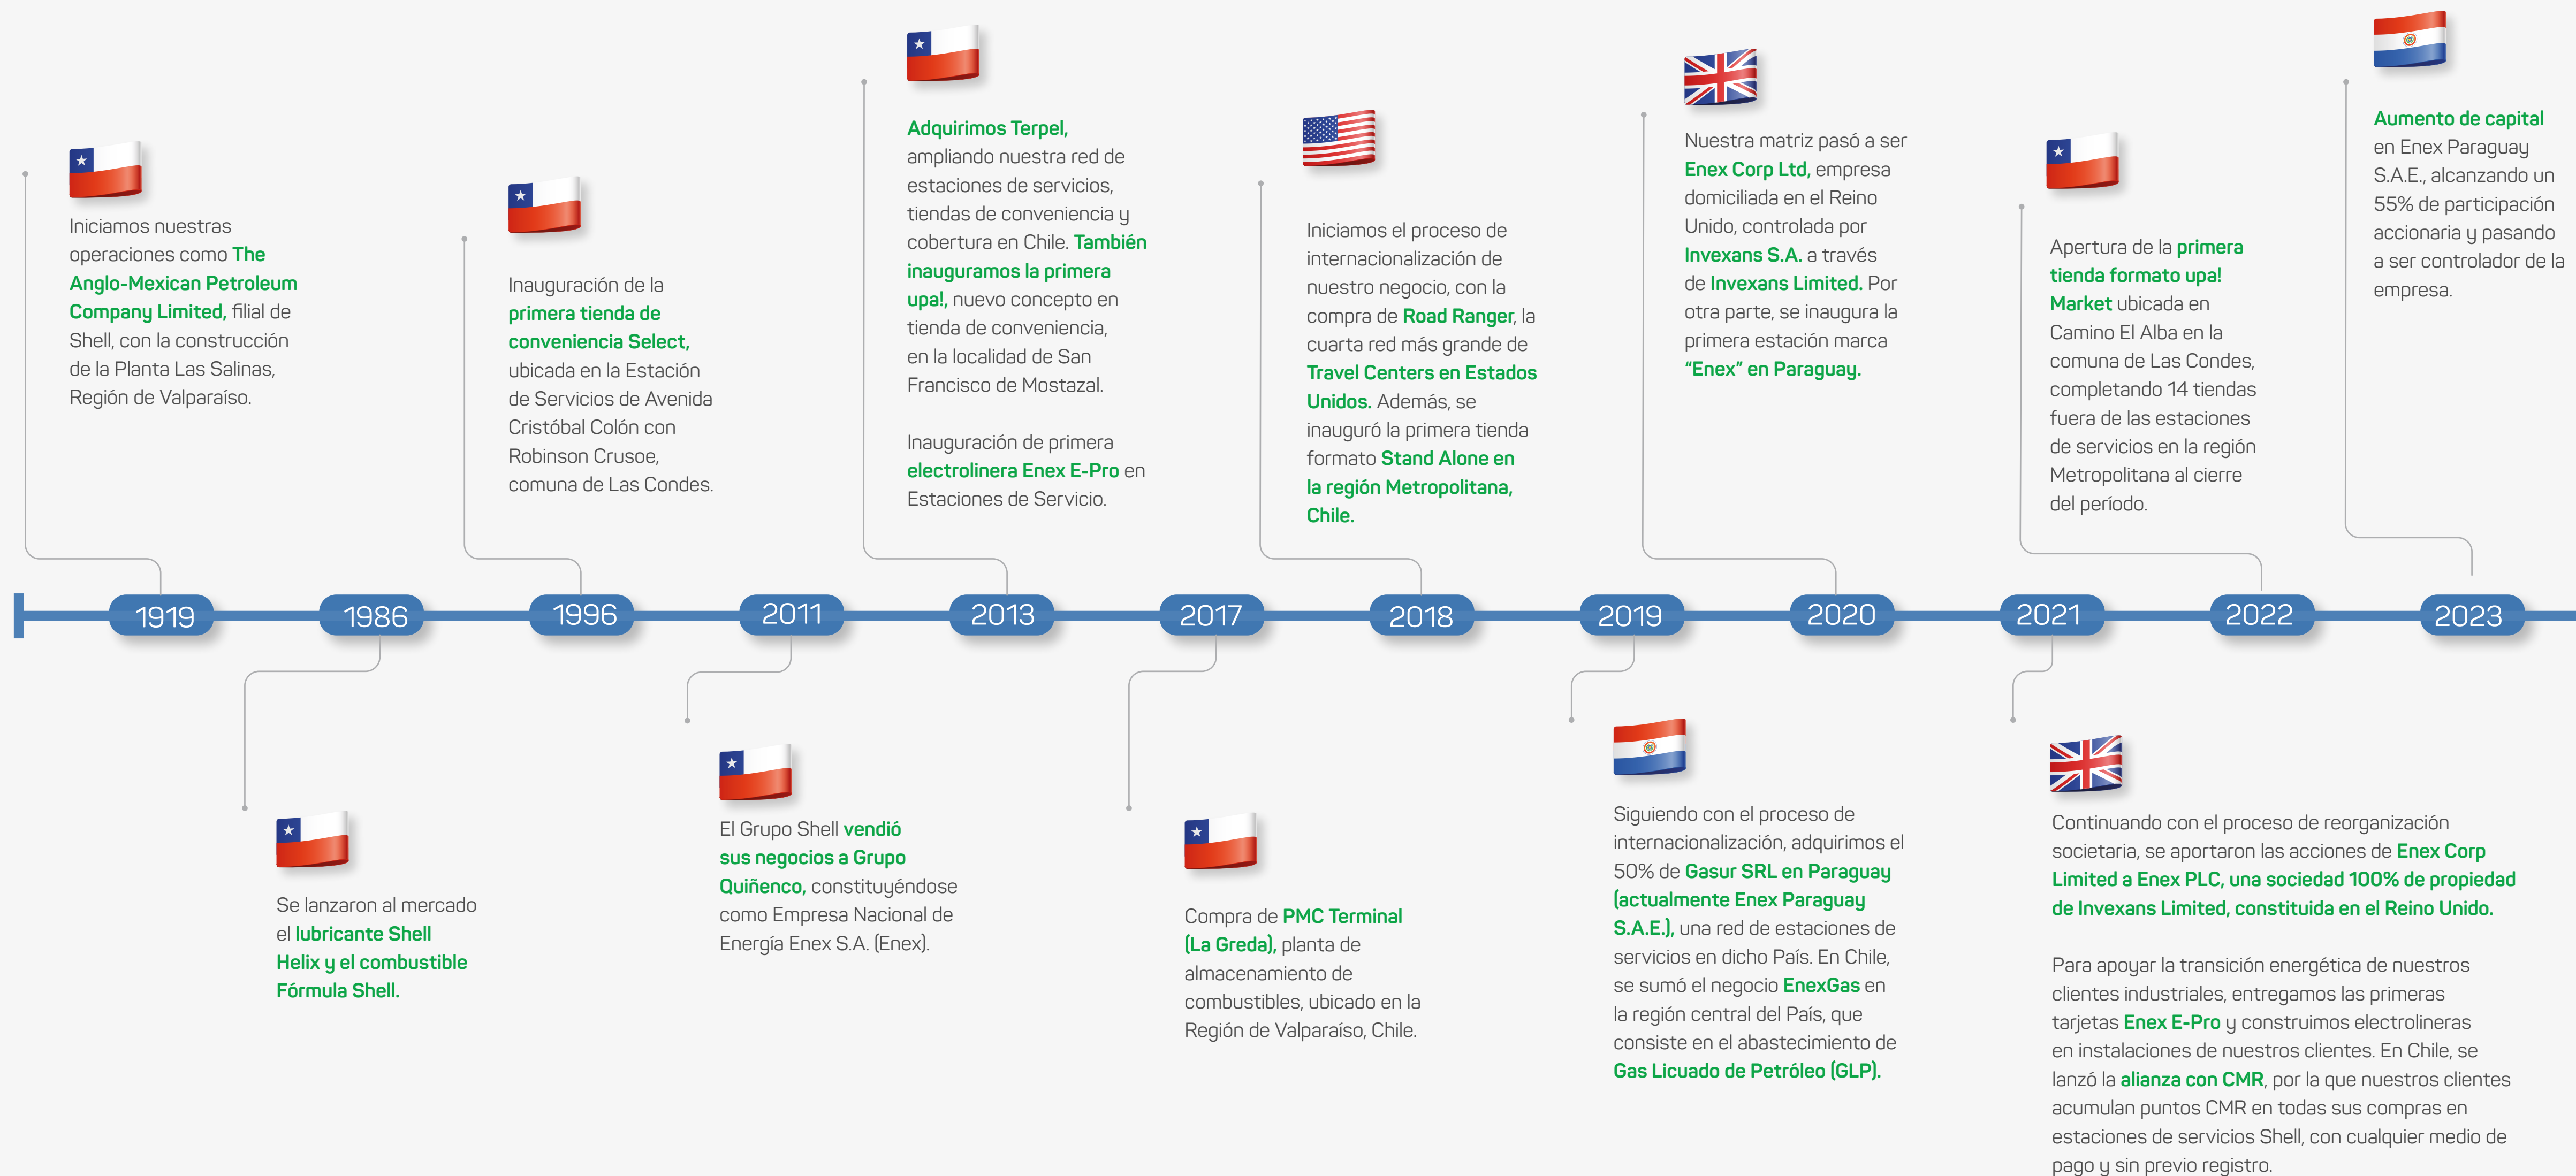 Iniciamos nuestras
operaciones como The
Anglo-Mexican Petroleum
Company Limited, filial de
Shell, con la construcción
de la Planta Las Salinas,
Región de Valparaíso.
Inauguración de la
primera tienda de
conveniencia Select,
ubicada en la Estación
de Servicios de Avenida
Cristóbal Colón con
Robinson Crusoe,
comuna de Las Condes.
Adquirimos Terpel,
ampliando nuestra red de
estaciones de servicios,
tiendas de conveniencia y
cobertura en Chile. También
inauguramos la primera
upa!, nuevo concepto en
tienda de conveniencia,
en la localidad de San
Francisco de Mostazal.
Inauguración de primera
electrolinera Enex E-Pro en
Estaciones de Servicio.
Iniciamos el proceso de
internacionalización de
nuestro negocio, con la
compra de Road Ranger, la
cuarta red más grande de
Travel Centers en Estados
Unidos. Además, se
inauguró la primera tienda
formato Stand Alone en
la región Metropolitana,
Chile.
Nuestra matriz pasó a ser
Enex Corp Ltd, empresa
domiciliada en el Reino
Unido, controlada por
Invexans S.A. a través
de Invexans Limited. Por
otra parte, se inaugura la
primera estación marca
“Enex” en Paraguay.
Apertura de la primera
tienda formato upa!
Market ubicada en
Camino El Alba en la
comuna de Las Condes,
completando 14 tiendas
fuera de las estaciones
de servicios en la región
Metropolitana al cierre
del período.
Aumento de capital
en Enex Paraguay
S.A.E., alcanzando un
55% de participación
accionaria y pasando
a ser controlador de la
empresa.
1919 1986 1996 2011 2013 2017 2018 2019 2020 2021 2022 2023
Se lanzaron al mercado
el lubricante Shell
Helix y el combustible
Fórmula Shell.
El Grupo Shell vendió
sus negocios a Grupo
Quiñenco, constituyéndose
como Empresa Nacional de
Energía Enex S.A. (Enex).
Compra de PMC Terminal
(La Greda), planta de
almacenamiento de
combustibles, ubicado en la
Región de Valparaíso, Chile.
Siguiendo con el proceso de
internacionalización, adquirimos el
50% de Gasur SRL en Paraguay
(actualmente Enex Paraguay
S.A.E.), una red de estaciones de
servicios en dicho País. En Chile,
se sumó el negocio EnexGas en
la región central del País, que
consiste en el abastecimiento de
Gas Licuado de Petróleo (GLP).
Continuando con el proceso de reorganización
societaria, se aportaron las acciones de Enex Corp
Limited a Enex PLC, una sociedad 100% de propiedad
de Invexans Limited, constituida en el Reino Unido.
Para apoyar la transición energética de nuestros
clientes industriales, entregamos las primeras
tarjetas Enex E-Pro y construimos electrolineras
en instalaciones de nuestros clientes. En Chile, se
lanzó la alianza con CMR, por la que nuestros clientes
acumulan puntos CMR en todas sus compras en
estaciones de servicios Shell, con cualquier medio de
pago y sin previo registro.